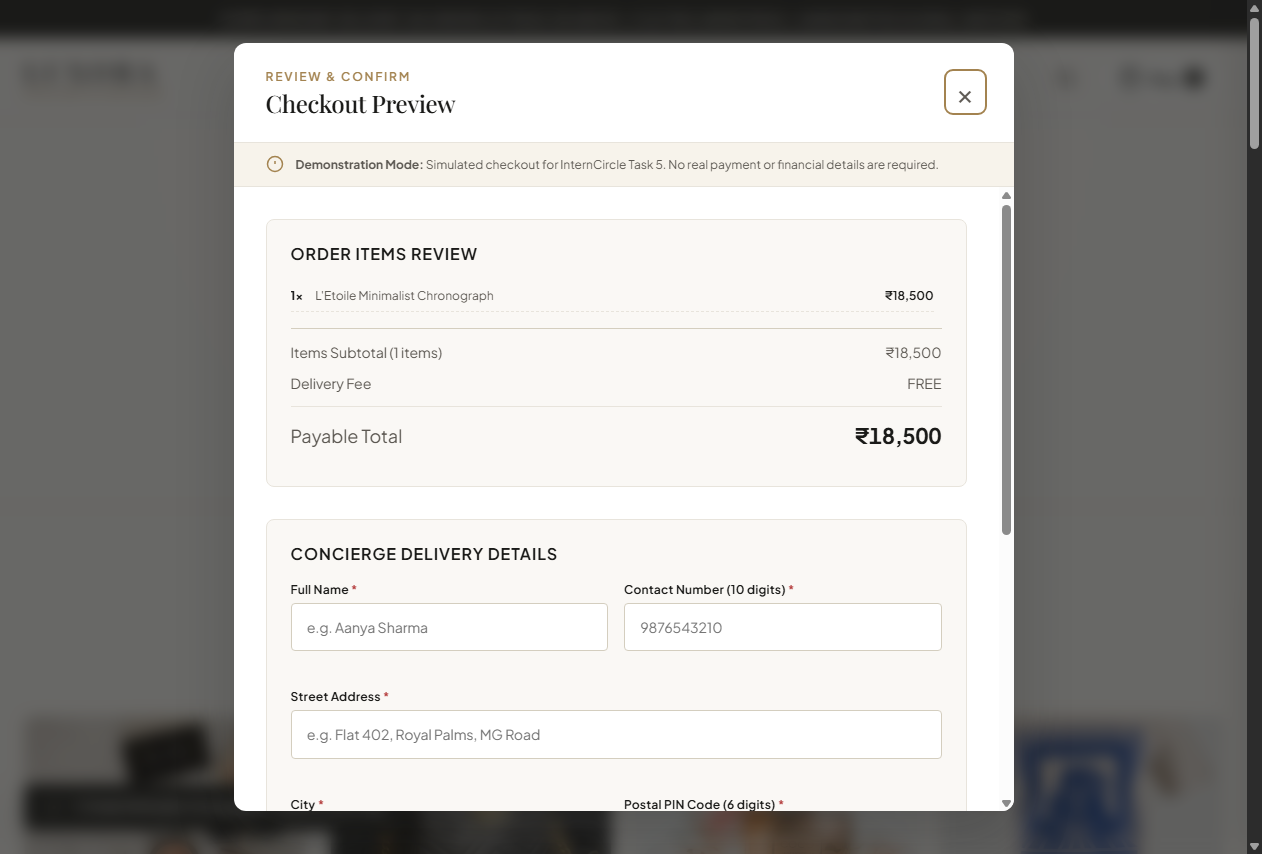 REVIEW & CONFIRM
Checkout Preview
×
Demonstration Mode: Simulated checkout for InternCircle Task 5. No real payment or financial details are required.
ORDER ITEMS REVIEW
1× L'Etoile Minimalist Chronograph ₹18,500
Items Subtotal (1 items) ₹18,500
Delivery Fee FREE
Payable Total ₹18,500
CONCIERGE DELIVERY DETAILS
Full Name * Contact Number (10 digits) *
e.g. Aanya Sharma 9876543210
Street Address *
e.g. Flat 402, Royal Palms, MG Road
City * Postal PIN Code (6 digits) *